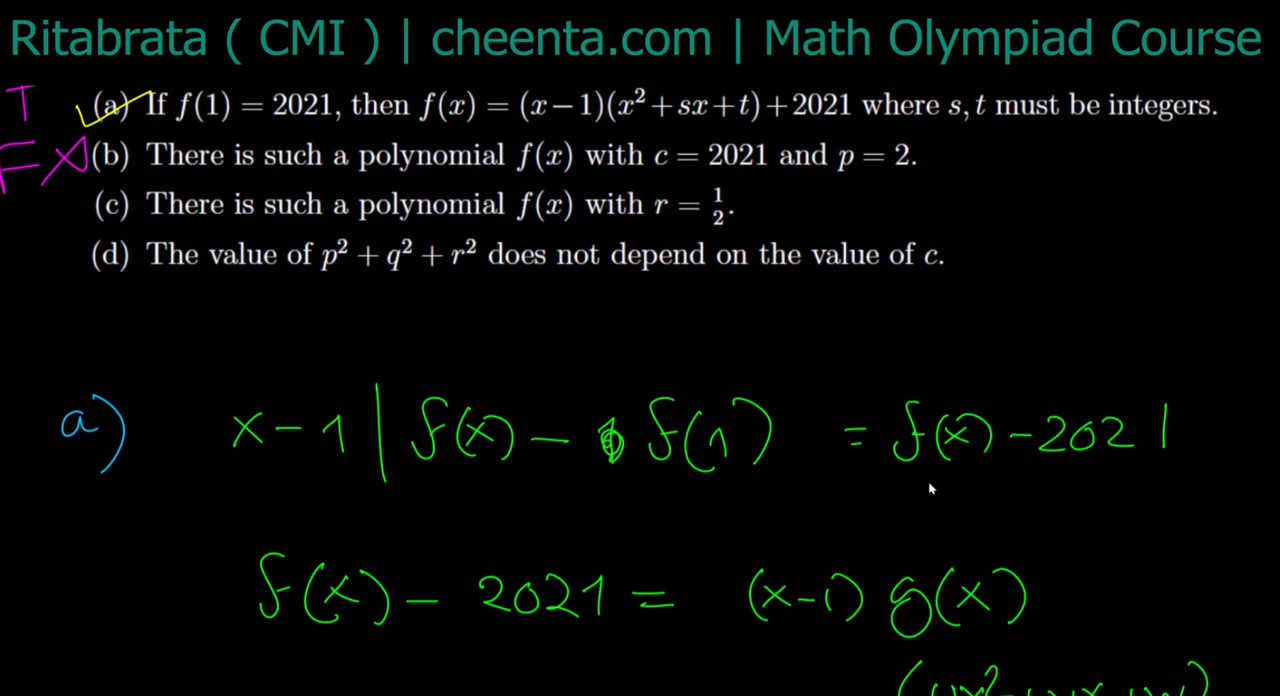 Ritabrata ( CMI ) | cheenta.com | Math Olympiad Course
T (a) If f(1) = 2021, then f(x) = (x−1)(x²+sx+t)+2021 where s, t must be integers.
F X (b) There is such a polynomial f(x) with c = 2021 and p = 2.
(c) There is such a polynomial f(x) with r = 1/2.
(d) The value of p² + q² + r² does not depend on the value of c.
a) x − 1 | f(x) − f(1) = f(x) − 2021
f(x) − 2021 = (x−1) g(x)